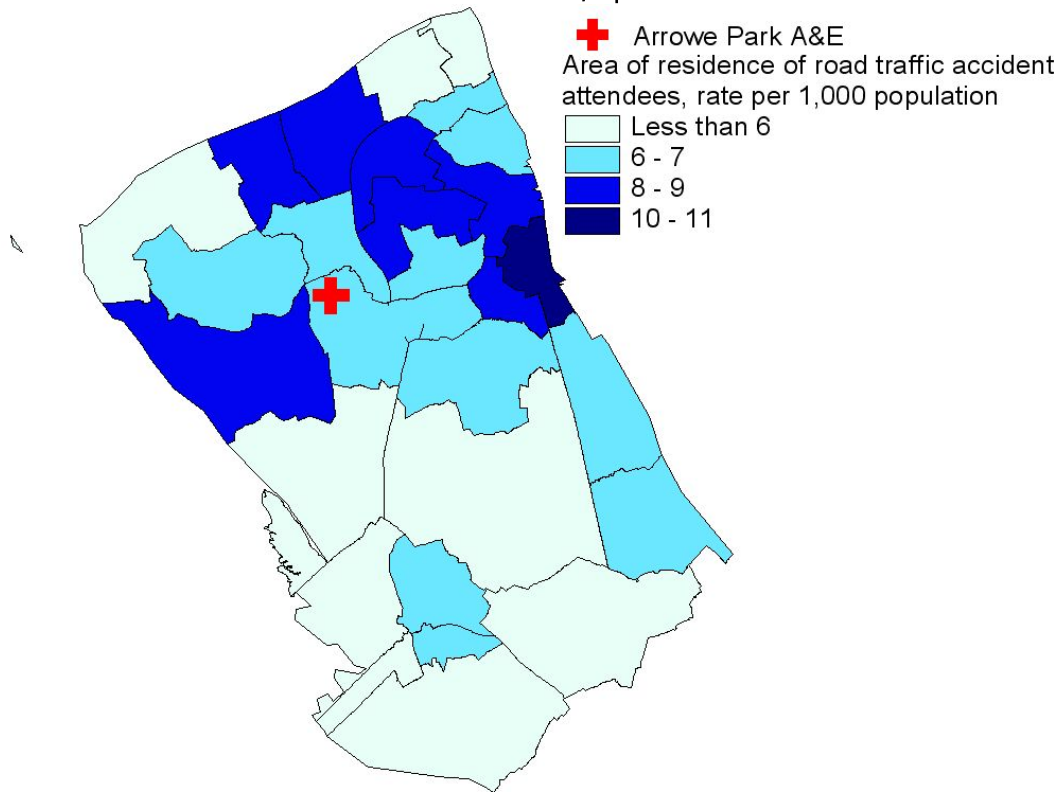 Arrowe Park A&E
Area of residence of road traffic accident
attendees, rate per 1,000 population
Less than 6
6 - 7
8 - 9
10 - 11